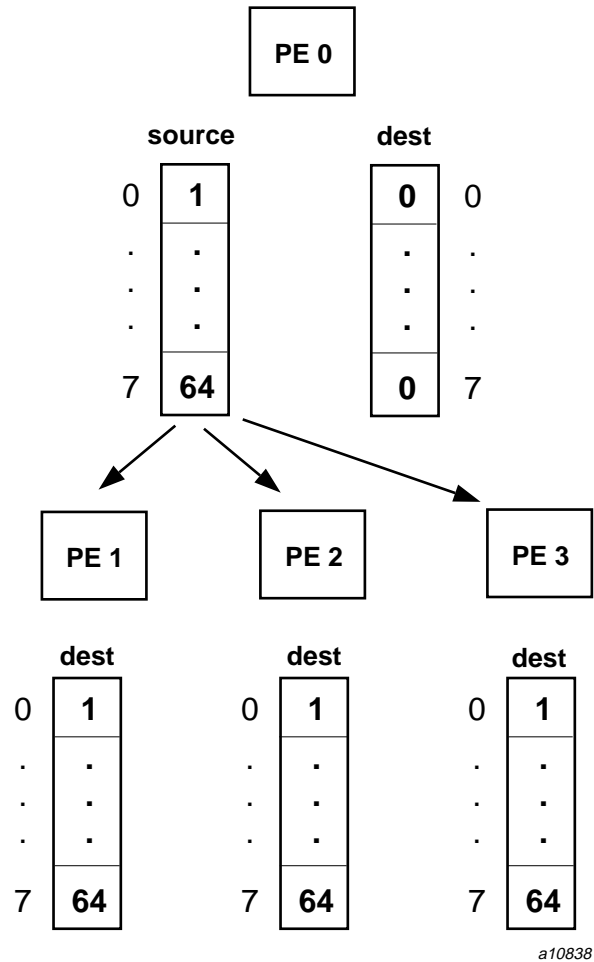 PE 0
source dest
0 1 0 0
. . . .
. . . .
. . . .
7 64 0 7
PE 1 PE 2 PE 3
dest dest dest
0 1 0 1 0 1
. . . . . .
. . . . . .
. . . . . .
7 64 7 64 7 64
a10838